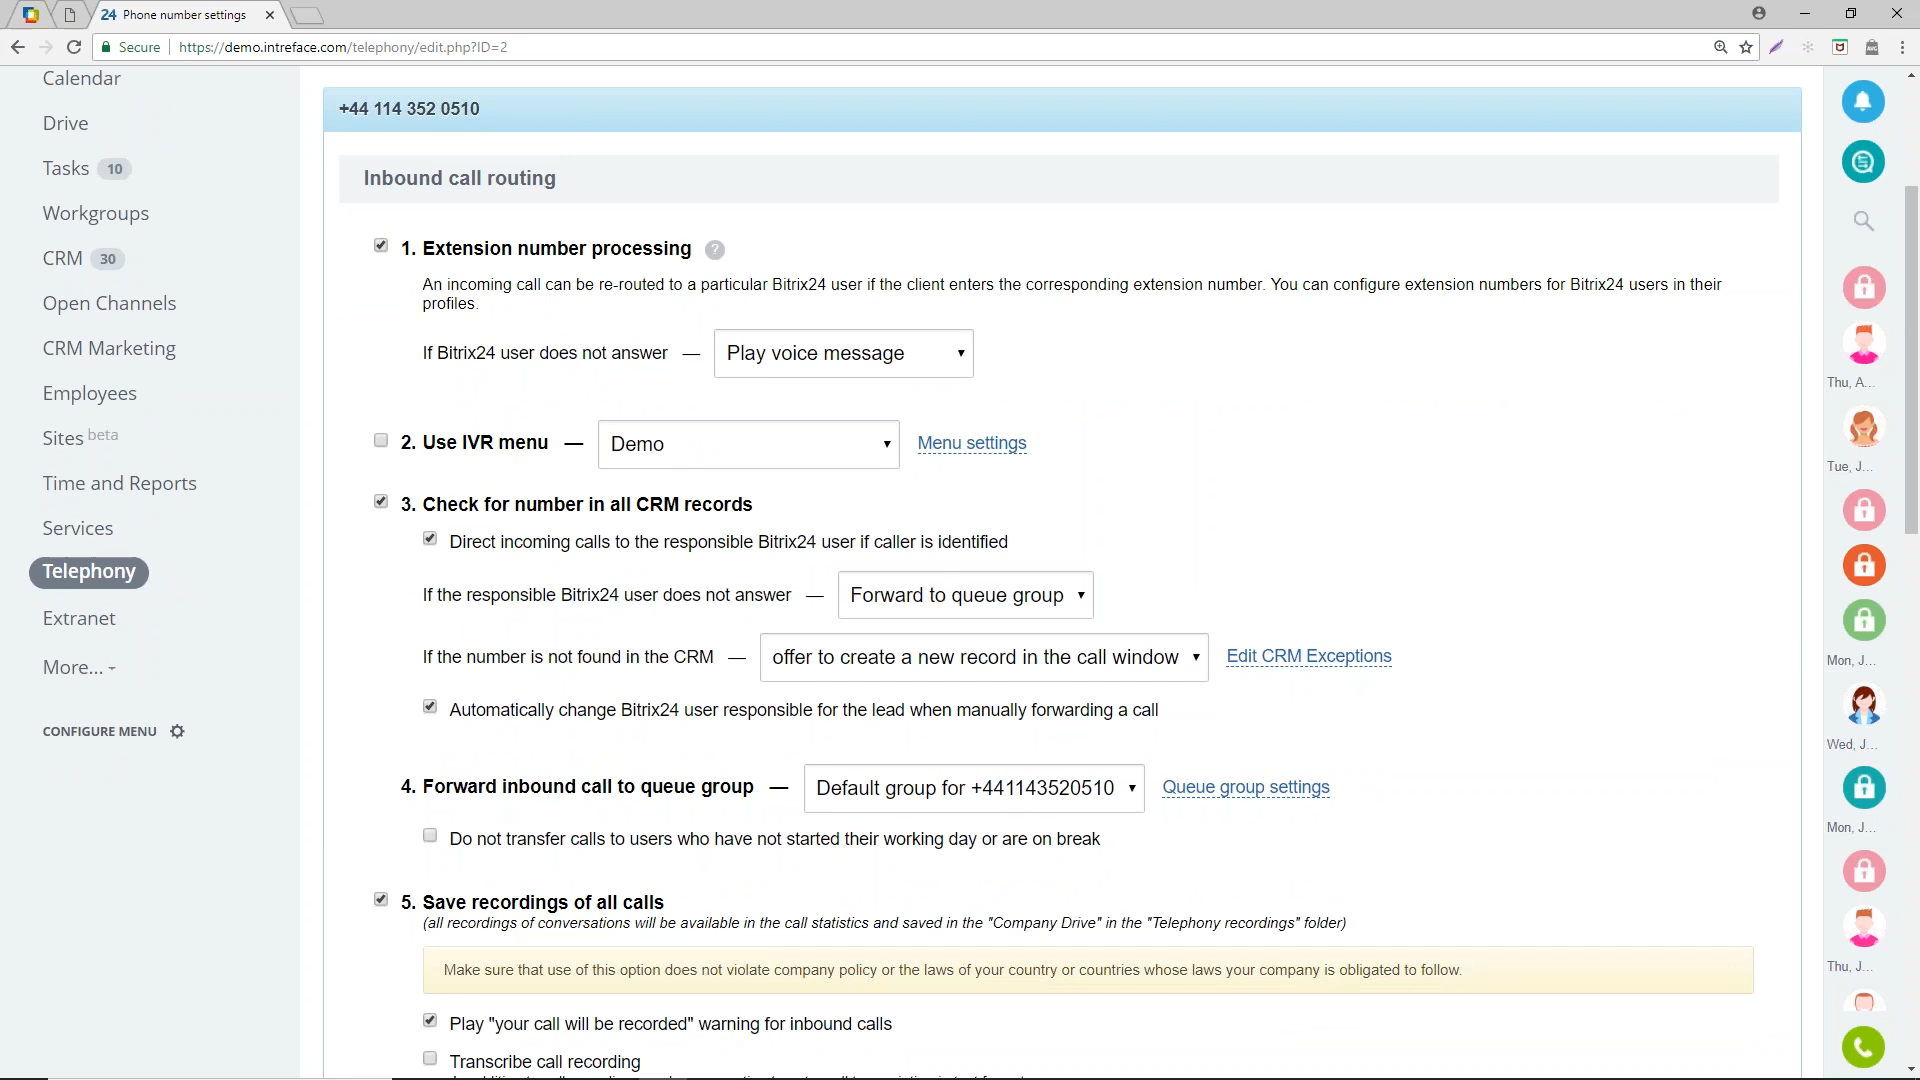 24 Phone number settings
Secure https://demo.intreface.com/telephony/edit.php?ID=2
Calendar
Drive
Tasks 10
Workgroups
CRM 30
Open Channels
CRM Marketing
Employees
Sites beta
Time and Reports
Services
Telephony
Extranet
More...
CONFIGURE MENU
+44 114 352 0510
Inbound call routing
1. Extension number processing ?
An incoming call can be re-routed to a particular Bitrix24 user if the client enters the corresponding extension number. You can configure extension numbers for Bitrix24 users in their
profiles.
If Bitrix24 user does not answer — Play voice message
2. Use IVR menu — Demo Menu settings
3. Check for number in all CRM records
Direct incoming calls to the responsible Bitrix24 user if caller is identified
If the responsible Bitrix24 user does not answer — Forward to queue group
If the number is not found in the CRM — offer to create a new record in the call window Edit CRM Exceptions
Automatically change Bitrix24 user responsible for the lead when manually forwarding a call
4. Forward inbound call to queue group — Default group for +441143520510 Queue group settings
Do not transfer calls to users who have not started their working day or are on break
5. Save recordings of all calls
(all recordings of conversations will be available in the call statistics and saved in the "Company Drive" in the "Telephony recordings" folder)
Make sure that use of this option does not violate company policy or the laws of your country or countries whose laws your company is obligated to follow.
Play "your call will be recorded" warning for inbound calls
Transcribe call recording
Thu, A...
Tue, J...
Mon, J...
Wed, J...
Mon, J...
Thu, J...